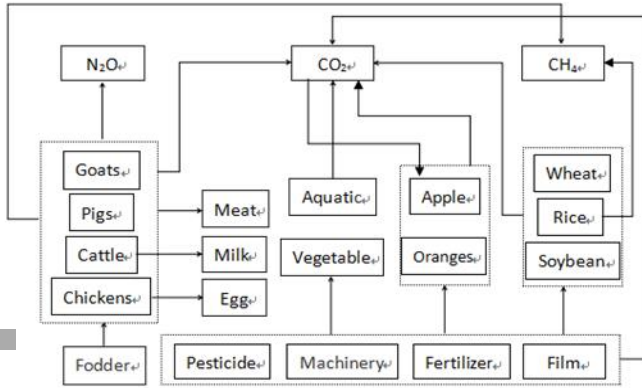 N₂O↵
CO₂↵
CH₄↵
Goats↵
Pigs↵
Cattle↵
Chickens↵
Meat↵
Milk↵
Egg↵
Aquatic↵
Vegetable↵
Apple↵
Oranges↵
Wheat↵
Rice↵
Soybean↵
Fodder↵
Pesticide↵
Machinery↵
Fertilizer↵
Film↵